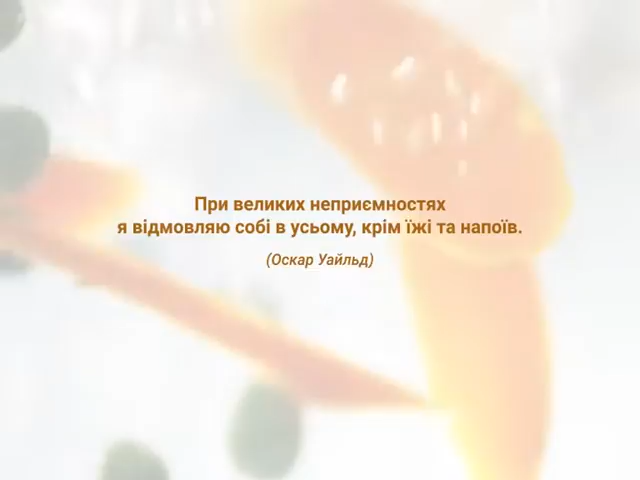 При великих неприємностях
я відмовляю собі в усьому, крім їжі та напоїв.
(Оскар Уайльд)